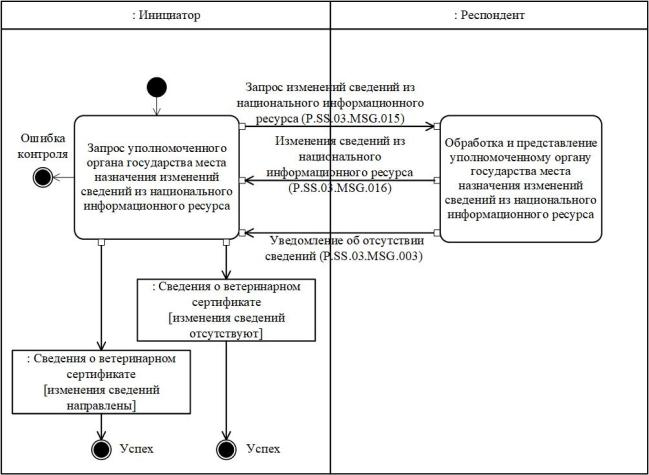 : Инициатор
: Респондент
Запрос изменений сведений из
национального информационного
ресурса (P.SS.03.MSG.015)
Ошибка
контроля
Запрос уполномоченного
органа государства места
назначения изменений
сведений из национального
информационного ресурса
Изменения сведений из
национального
информационного ресурса
(P.SS.03.MSG.016)
Обработка и представление
уполномоченному органу
государства места
назначения изменений
сведений из национального
информационного ресурса
Уведомление об отсутствии
сведений (P.SS.03.MSG.003)
: Сведения о ветеринарном
сертификате
[изменения сведений
отсутствуют]
: Сведения о ветеринарном
сертификате
[изменения сведений
направлены]
Успех
Успех